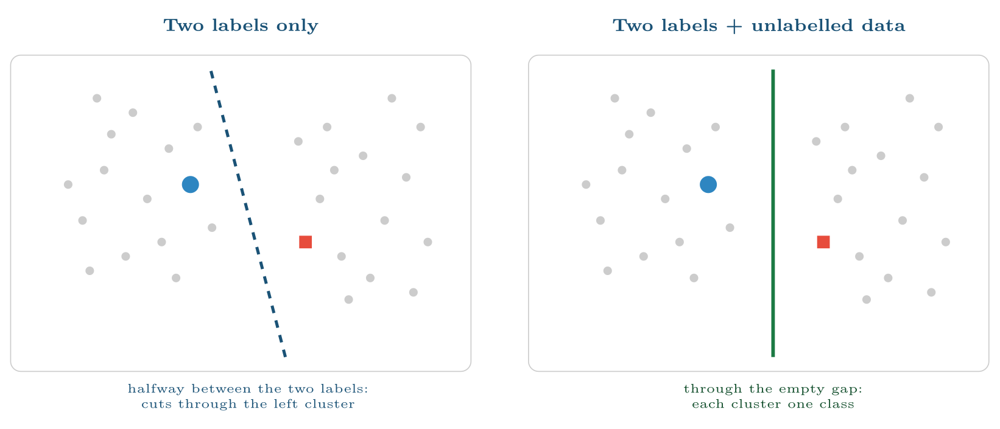 Two labels only
Two labels + unlabelled data
halfway between the two labels:
cuts through the left cluster
through the empty gap:
each cluster one class